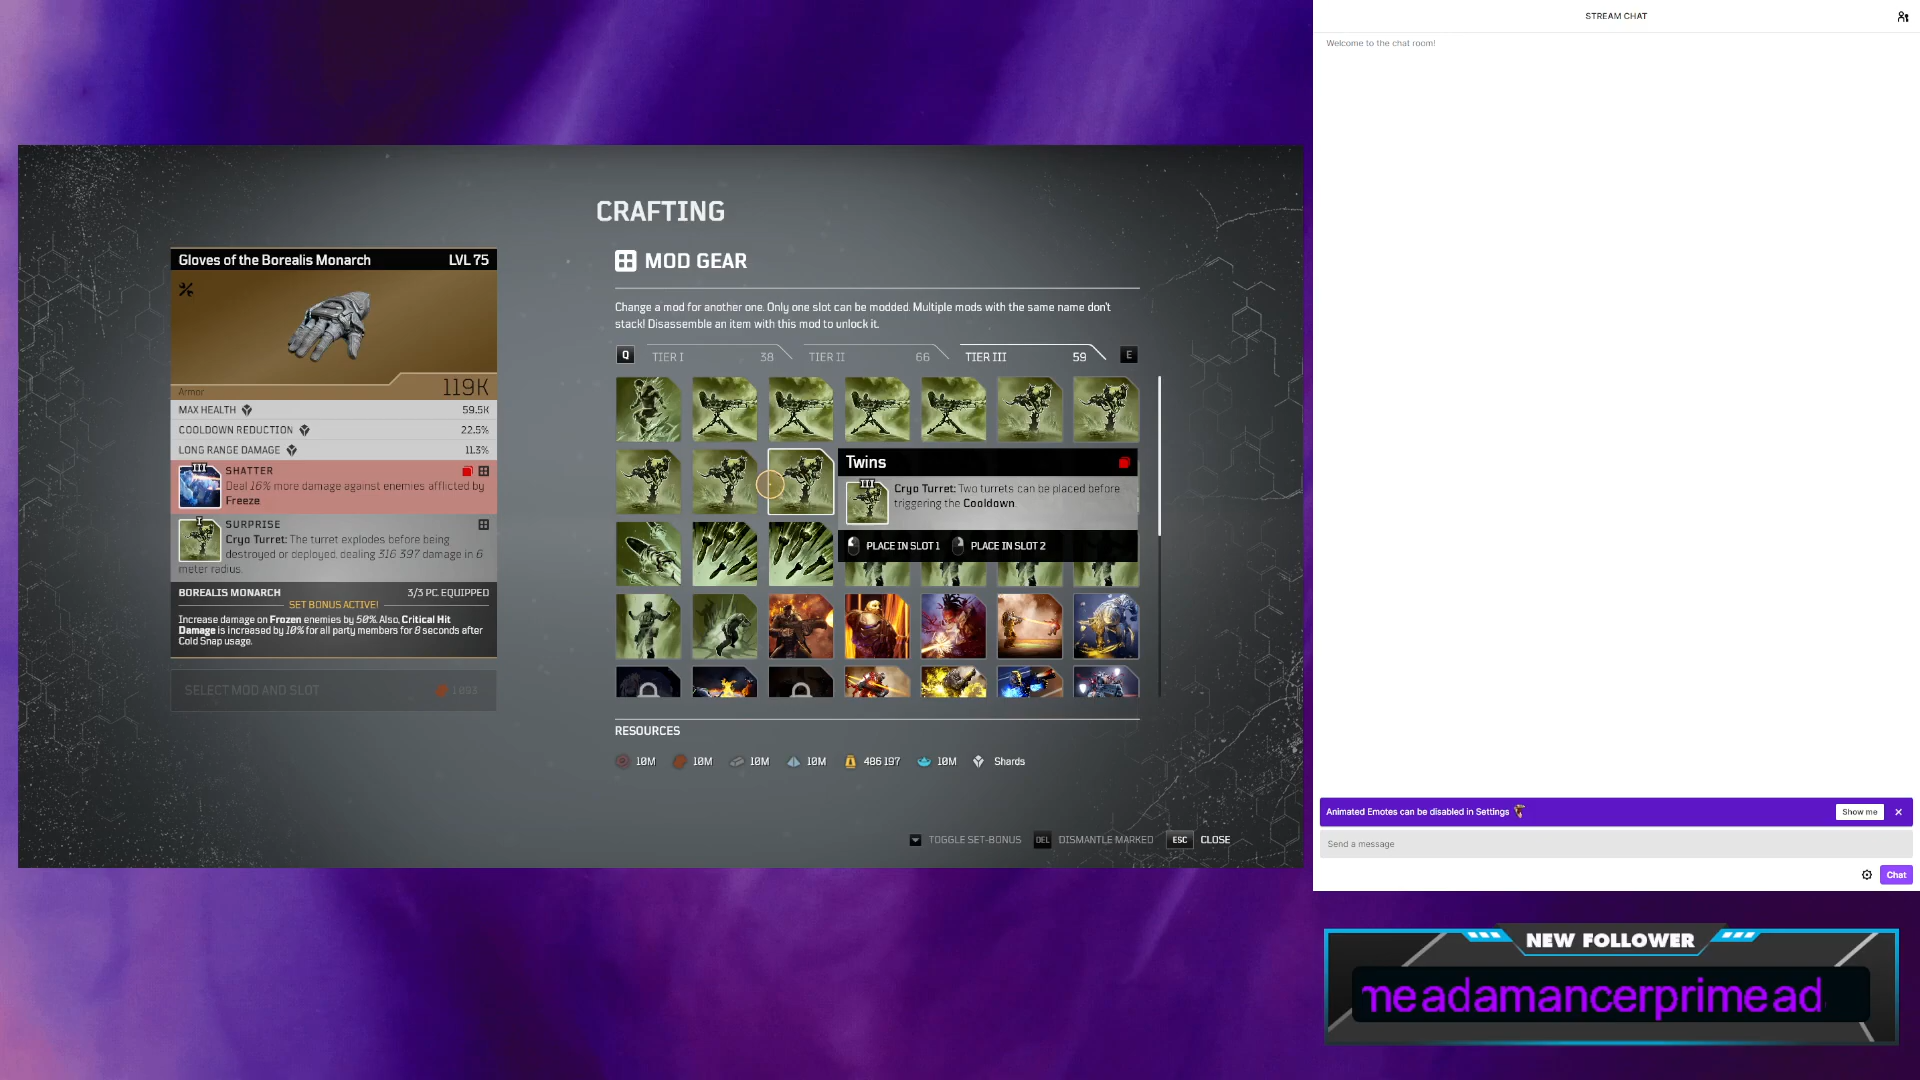 STREAM CHAT
Welcome to the chat room!
CRAFTING
MOD GEAR
Change a mod for another one. Only one slot can be modded. Multiple mods with the same name don't
stack! Disassemble an item with this mod to unlock it.
Q TIER I 38 TIER II 66 TIER III 59 E
Gloves of the Borealis Monarch LVL 75
Armor 119K
MAX HEALTH 59.5K
COOLDOWN REDUCTION 22.5%
LONG RANGE DAMAGE 11.3%
III SHATTER
Deal 16% more damage against enemies afflicted by
Freeze.
I SURPRISE
Cryo Turret: The turret explodes before being
destroyed or deployed, dealing 316 397 damage in 6
meter radius.
BOREALIS MONARCH 3/3 PC. EQUIPPED
SET BONUS ACTIVE!
Increase damage on Frozen enemies by 50%. Also, Critical Hit
Damage is increased by 10% for all party members for 8 seconds after
Cold Snap usage.
SELECT MOD AND SLOT 1093
Twins
III Cryo Turret: Two turrets can be placed before
triggering the Cooldown.
PLACE IN SLOT 1 PLACE IN SLOT 2
RESOURCES
10M 10M 10M 10M 486 197 10M Shards
TOGGLE SET-BONUS DEL DISMANTLE MARKED ESC CLOSE
Animated Emotes can be disabled in Settings Show me
Send a message
Chat
NEW FOLLOWER
me adamancerprime ad